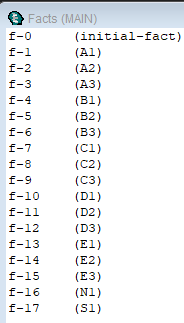 Facts (MAIN)
f-0 (initial-fact)
f-1 (A1)
f-2 (A2)
f-3 (A3)
f-4 (B1)
f-5 (B2)
f-6 (B3)
f-7 (C1)
f-8 (C2)
f-9 (C3)
f-10 (D1)
f-11 (D2)
f-12 (D3)
f-13 (E1)
f-14 (E2)
f-15 (E3)
f-16 (N1)
f-17 (S1)